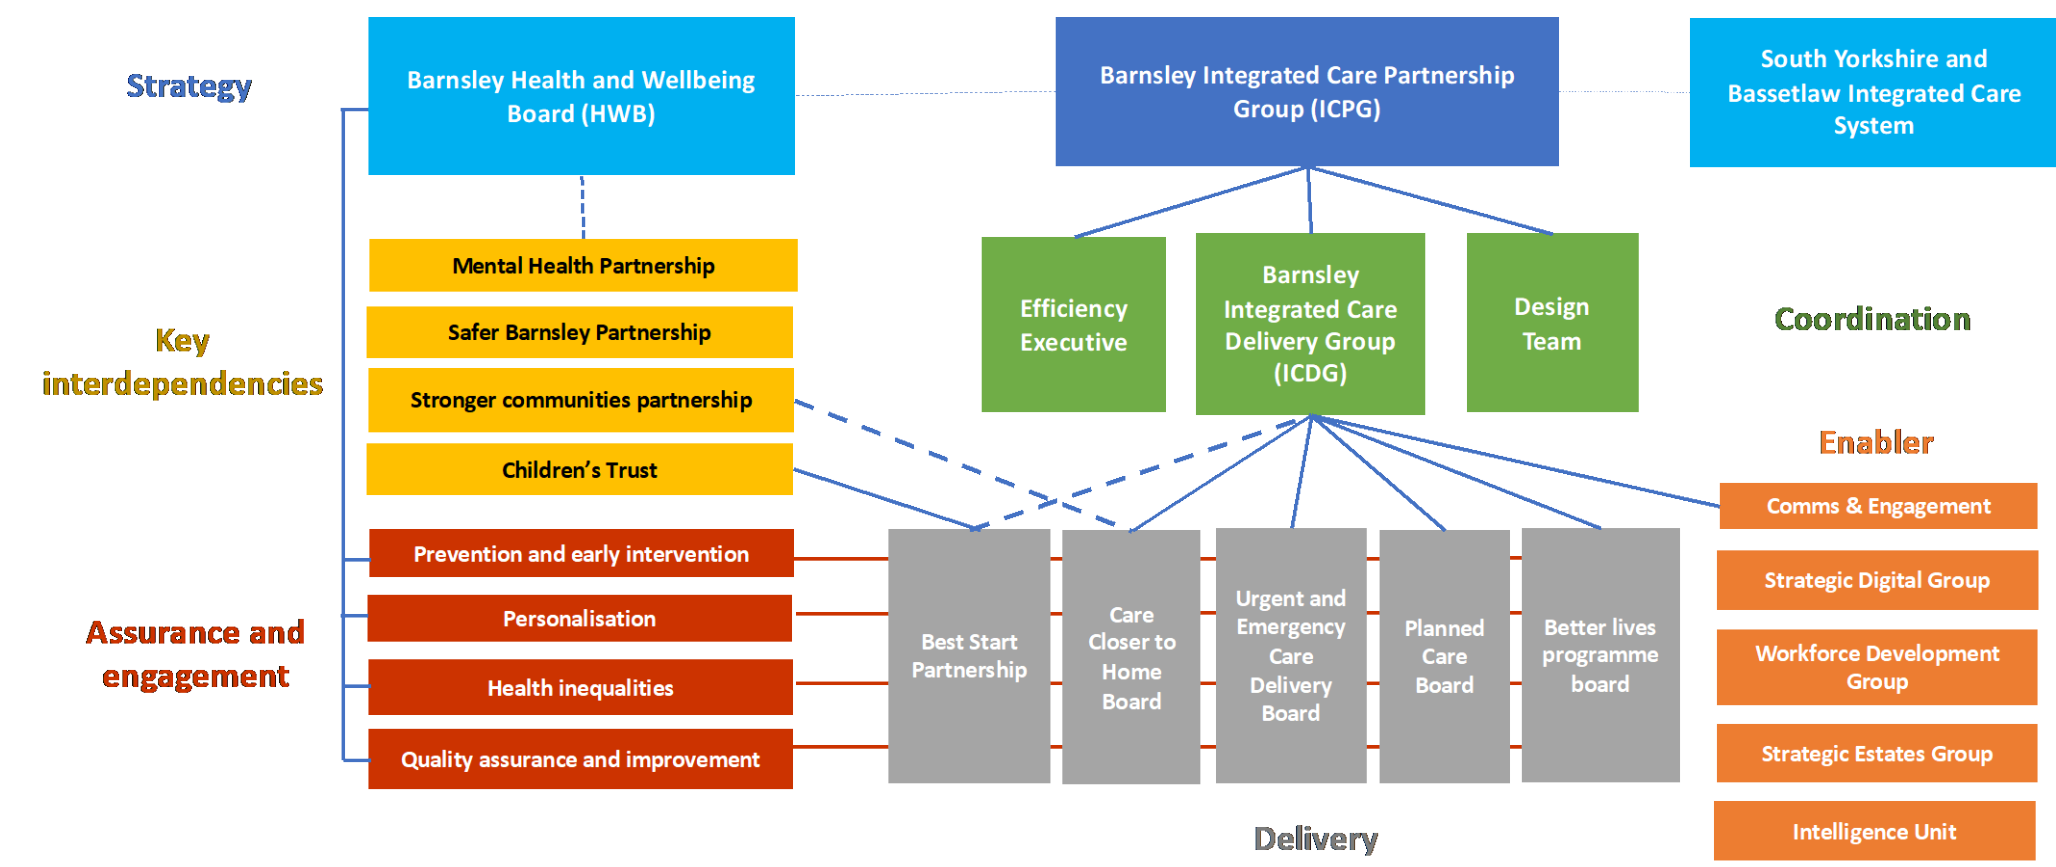 Strategy
Barnsley Health and Wellbeing
Board (HWB)
Barnsley Integrated Care Partnership
Group (ICPG)
South Yorkshire and
Bassetlaw Integrated Care
System
Key
interdependencies
Mental Health Partnership
Safer Barnsley Partnership
Stronger communities partnership
Children's Trust
Efficiency
Executive
Barnsley
Integrated Care
Delivery Group
(ICDG)
Design
Team
Coordination
Enabler
Comms & Engagement
Strategic Digital Group
Workforce Development
Group
Strategic Estates Group
Intelligence Unit
Assurance and
engagement
Prevention and early intervention
Personalisation
Health inequalities
Quality assurance and improvement
Best Start
Partnership
Care
Closer to
Home
Board
Urgent and
Emergency
Care
Delivery
Board
Planned
Care
Board
Better lives
programme
board
Delivery